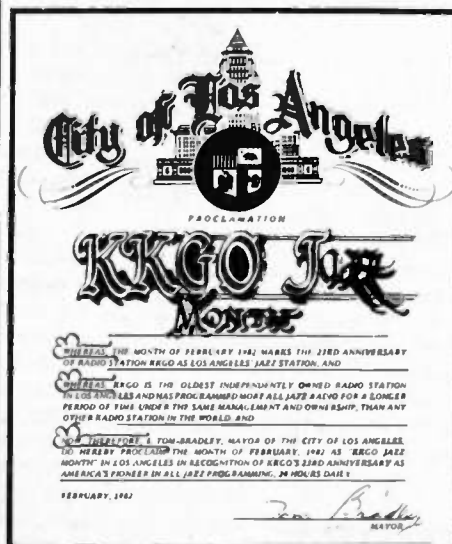 City of Los Angeles
PROCLAMATION
KKGO Jazz
MONTH
WHEREAS, THE MONTH OF FEBRUARY 1982 MARKS THE 23RD ANNIVERSARY
OF RADIO STATION KKGO AS LOS ANGELES' JAZZ STATION, AND
WHEREAS, KKGO IS THE OLDEST INDEPENDENTLY OWNED RADIO STATION
IN LOS ANGELES AND HAS PROGRAMMED MORE ALL JAZZ RADIO FOR A LONGER
PERIOD OF TIME UNDER THE SAME MANAGEMENT AND OWNERSHIP, THAN ANY
OTHER RADIO STATION IN THE WORLD, AND
NOW, THEREFORE, I, TOM BRADLEY, MAYOR OF THE CITY OF LOS ANGELES,
DO HEREBY PROCLAIM THE MONTH OF FEBRUARY, 1982 AS "KKGO JAZZ
MONTH" IN LOS ANGELES IN RECOGNITION OF KKGO'S 23RD ANNIVERSARY AS
AMERICA'S PIONEER IN ALL JAZZ PROGRAMMING, 24 HOURS DAILY.
FEBRUARY, 1982
Tom Bradley
MAYOR